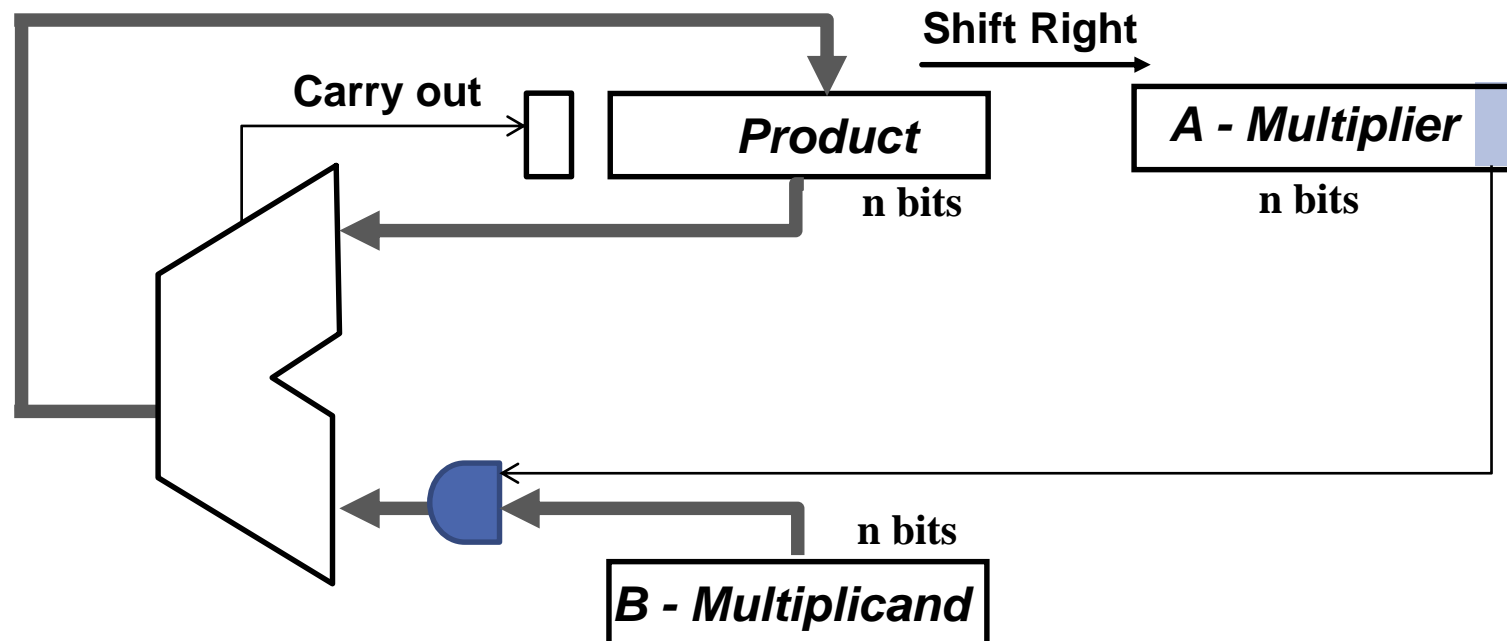 Shift Right
Carry out
Product
A - Multiplier
n bits
n bits
n bits
B - Multiplicand